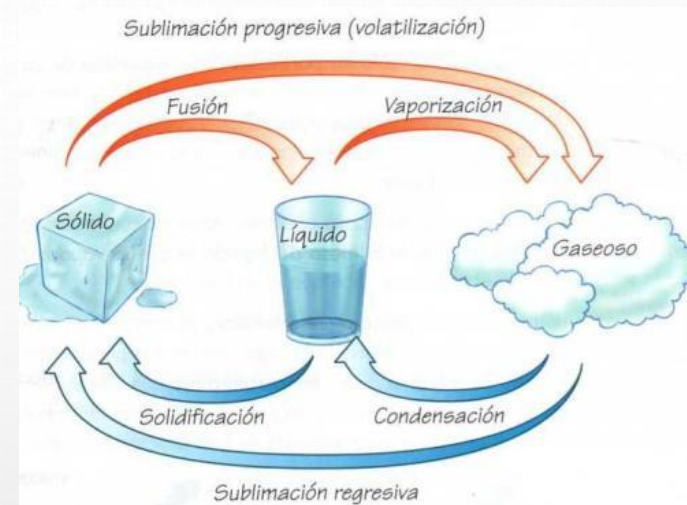 Sublimación progresiva (volatilización)
Fusión
Vaporización
Sólido
Líquido
Gaseoso
Solidificación
Condensación
Sublimación regresiva